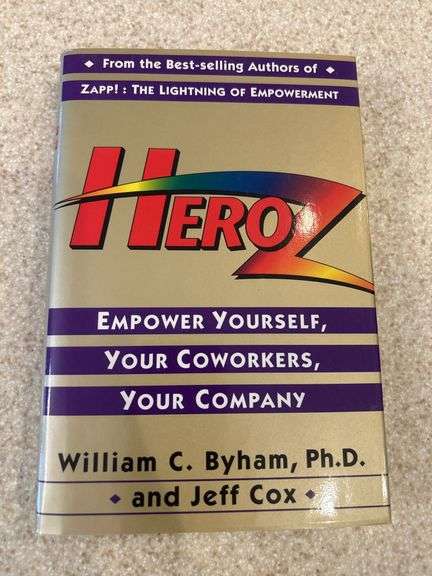 From the Best-selling Authors of
ZAPP! : THE LIGHTNING OF EMPOWERMENT
HEROZ
EMPOWER YOURSELF,
YOUR COWORKERS,
YOUR COMPANY
William C. Byham, Ph.D.
and Jeff Cox